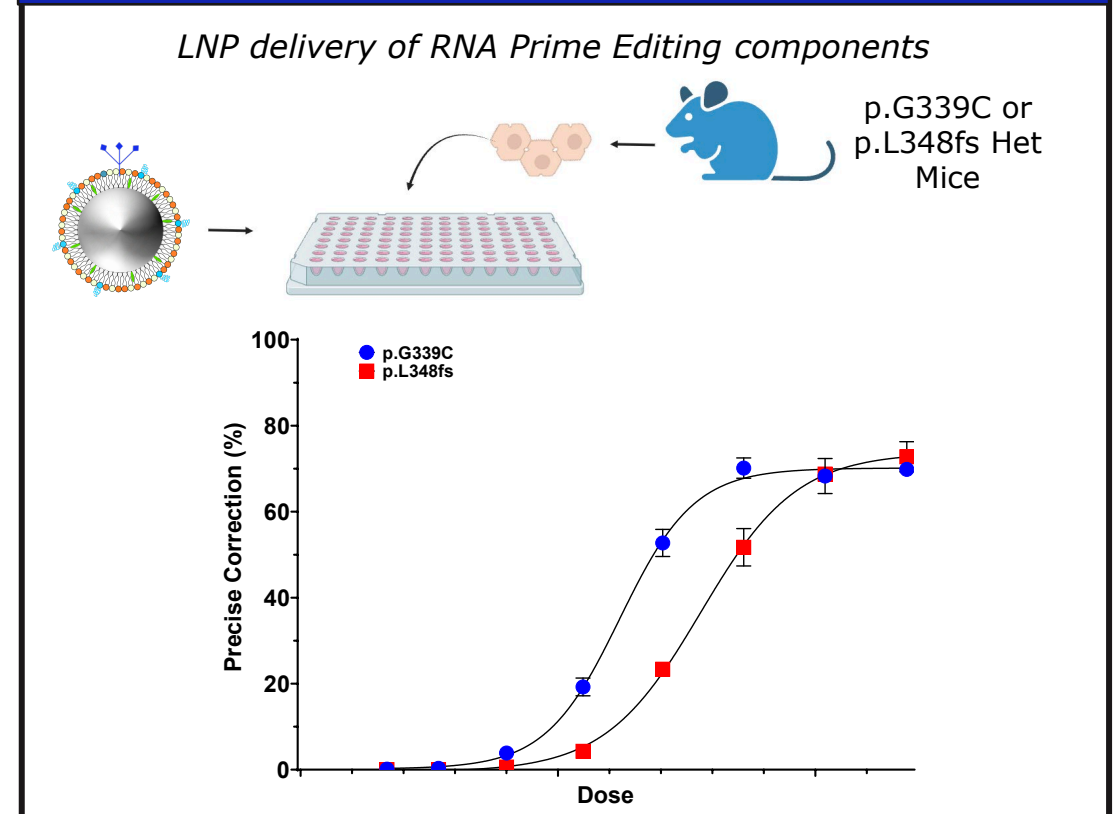 LNP delivery of RNA Prime Editing components
p.G339C or
p.L348fs Het
Mice
100
p.G339C
p.L348fs
80
60
40
20
0
Precise Correction (%)
Dose